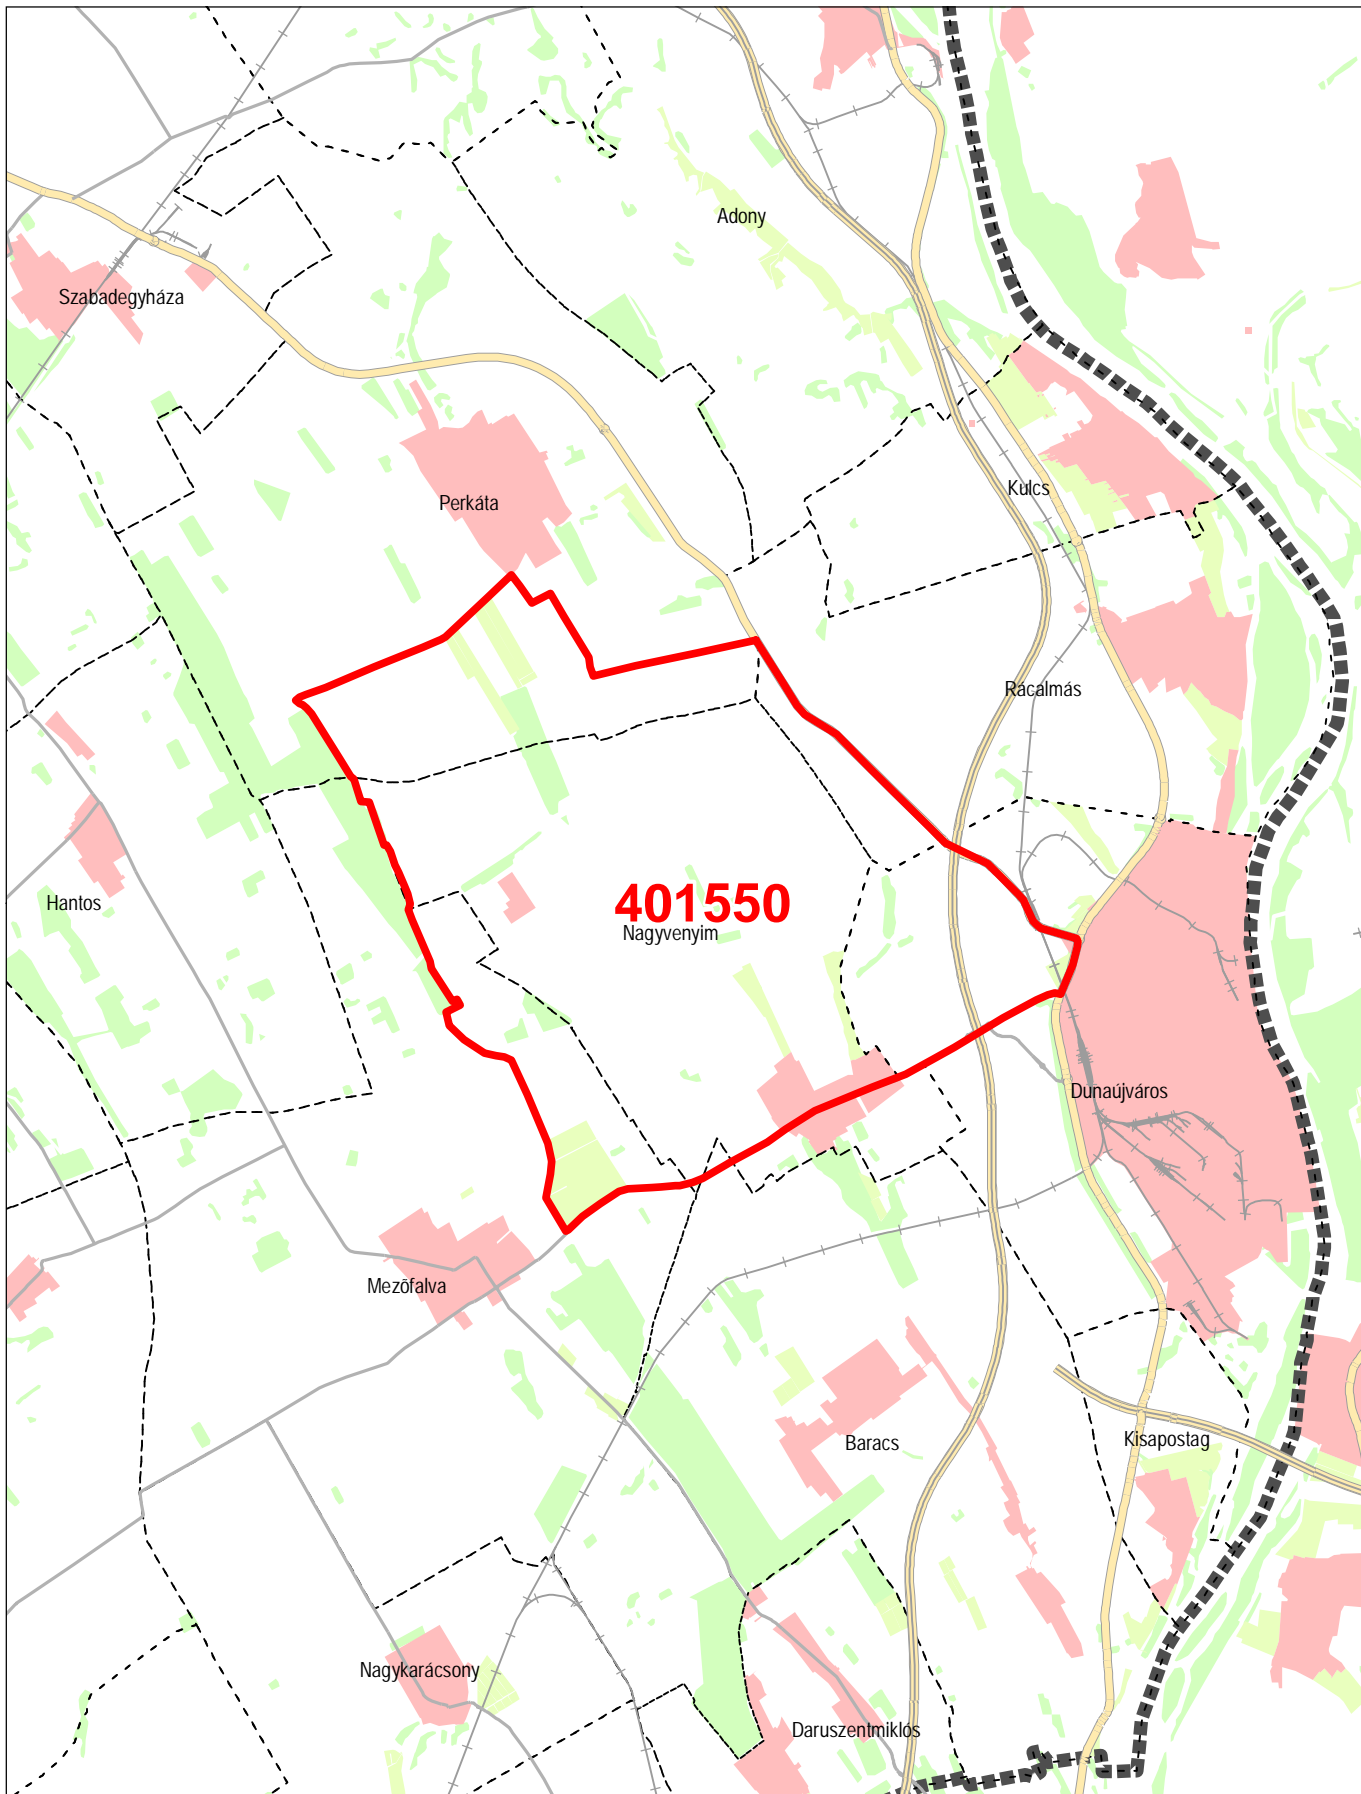 Adony
Szabadegyháza
Kulcs
Perkáta
Rácalmás
401550
Hantos
Nagyvenyim
Dunaújváros
Mezőfalva
Baracs
Kisapostag
Nagykarácsony
Daruszentmiklós